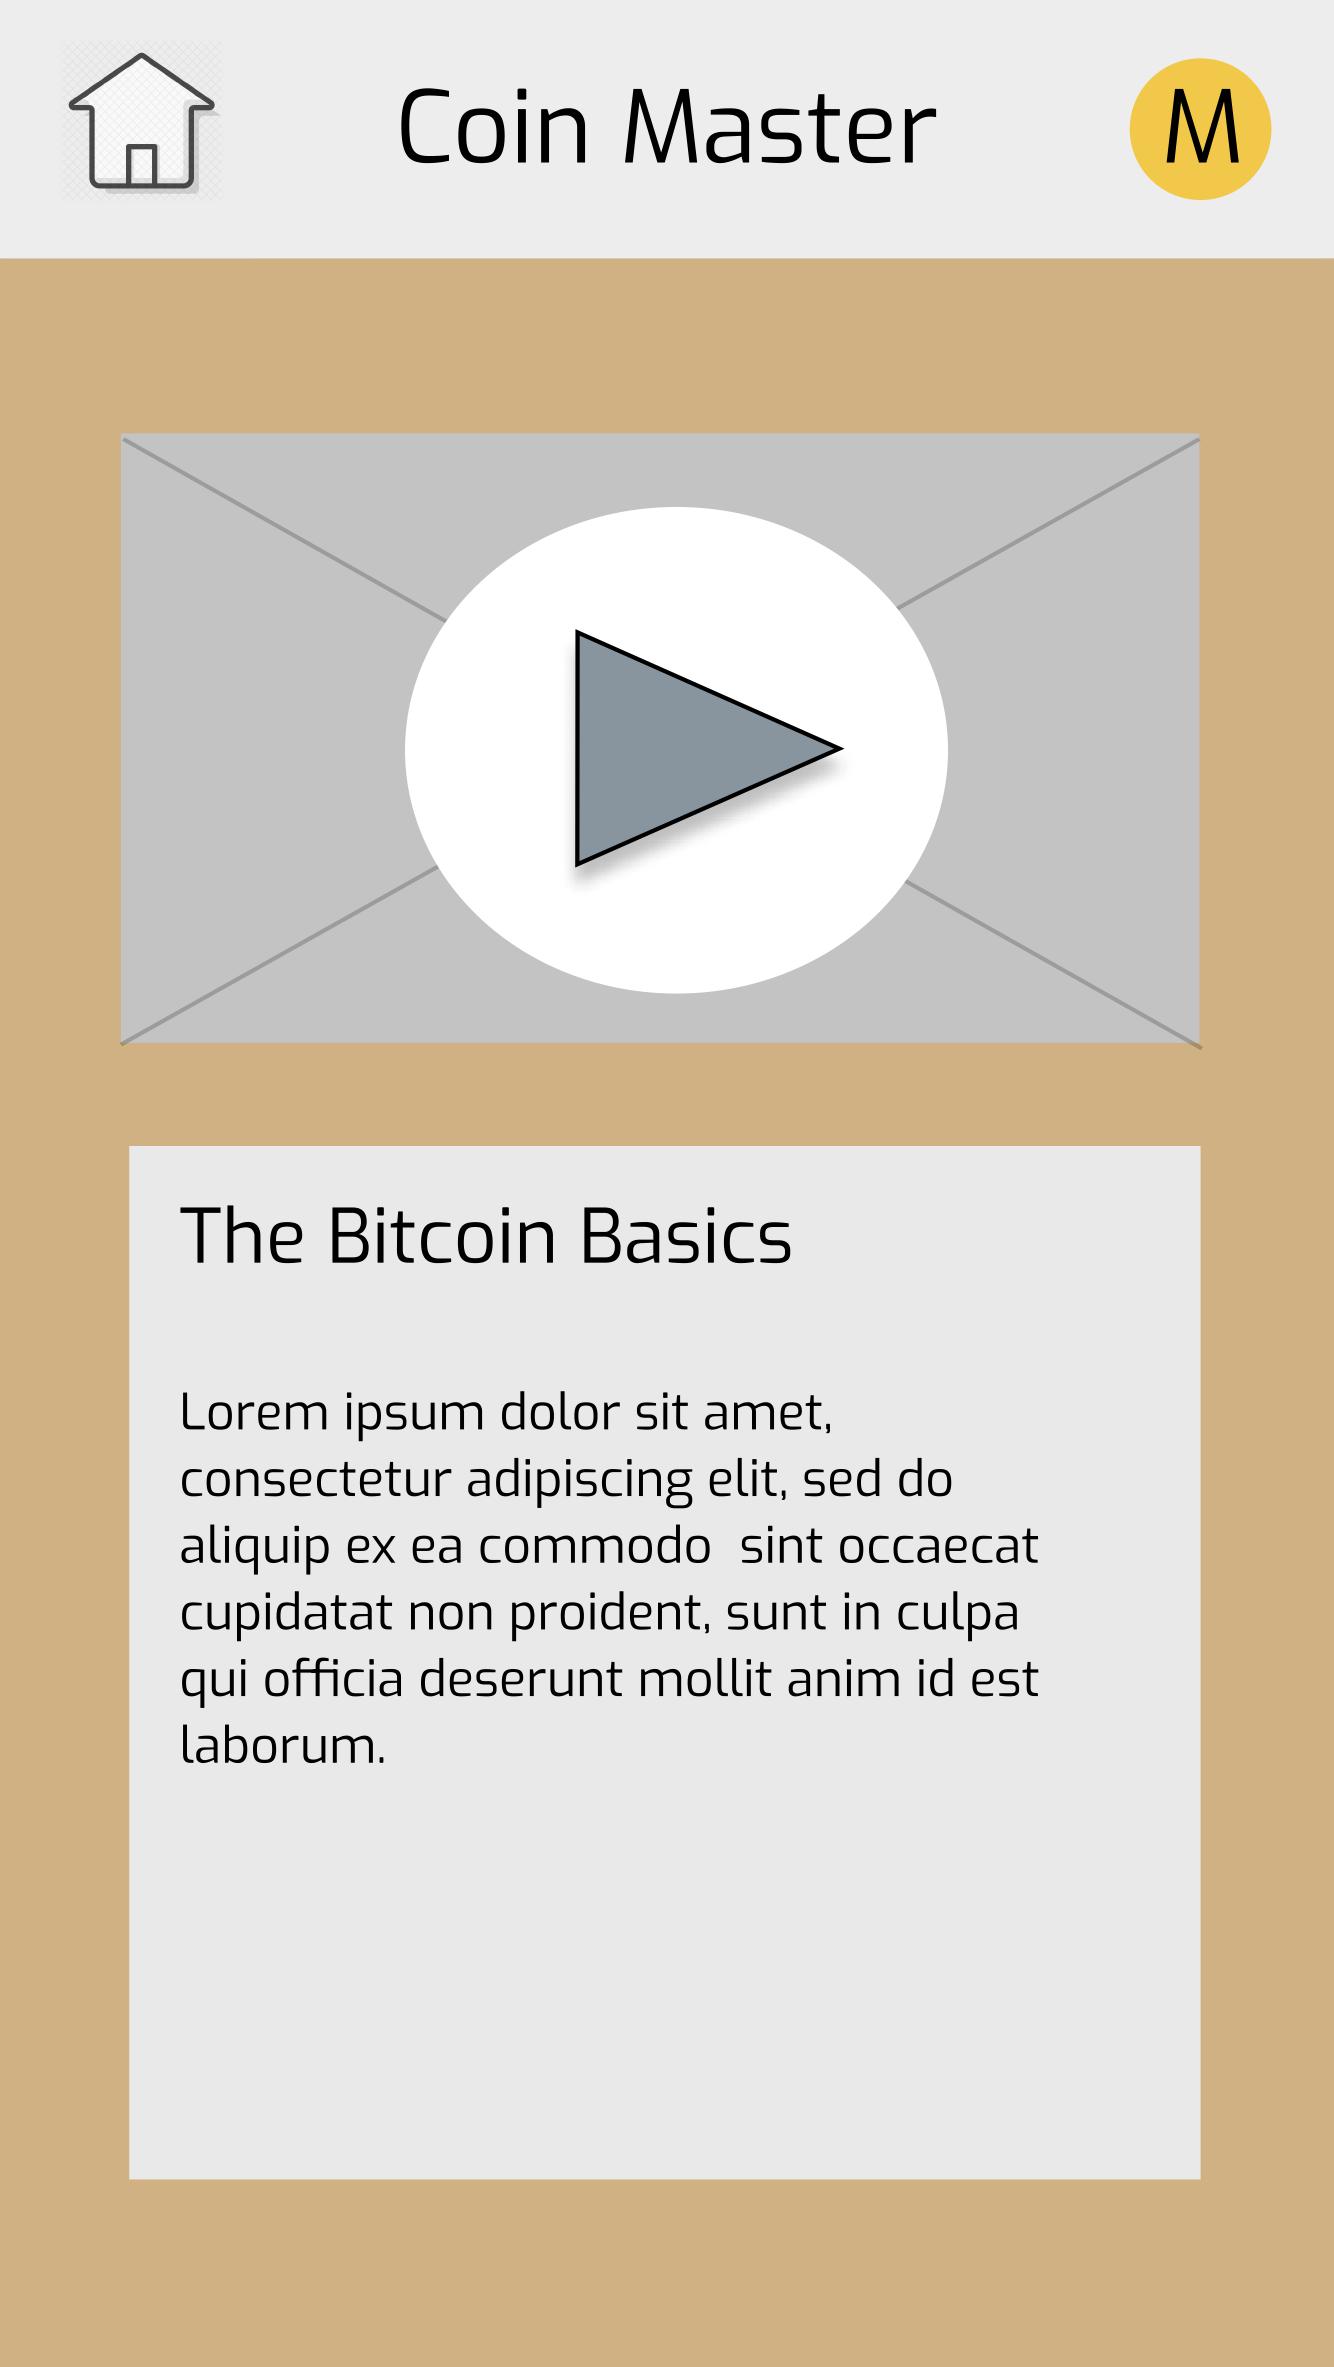 Coin Master
M
The Bitcoin Basics
Lorem ipsum dolor sit amet,
consectetur adipiscing elit, sed do
aliquip ex ea commodo  sint occaecat
cupidatat non proident, sunt in culpa
qui officia deserunt mollit anim id est
laborum.